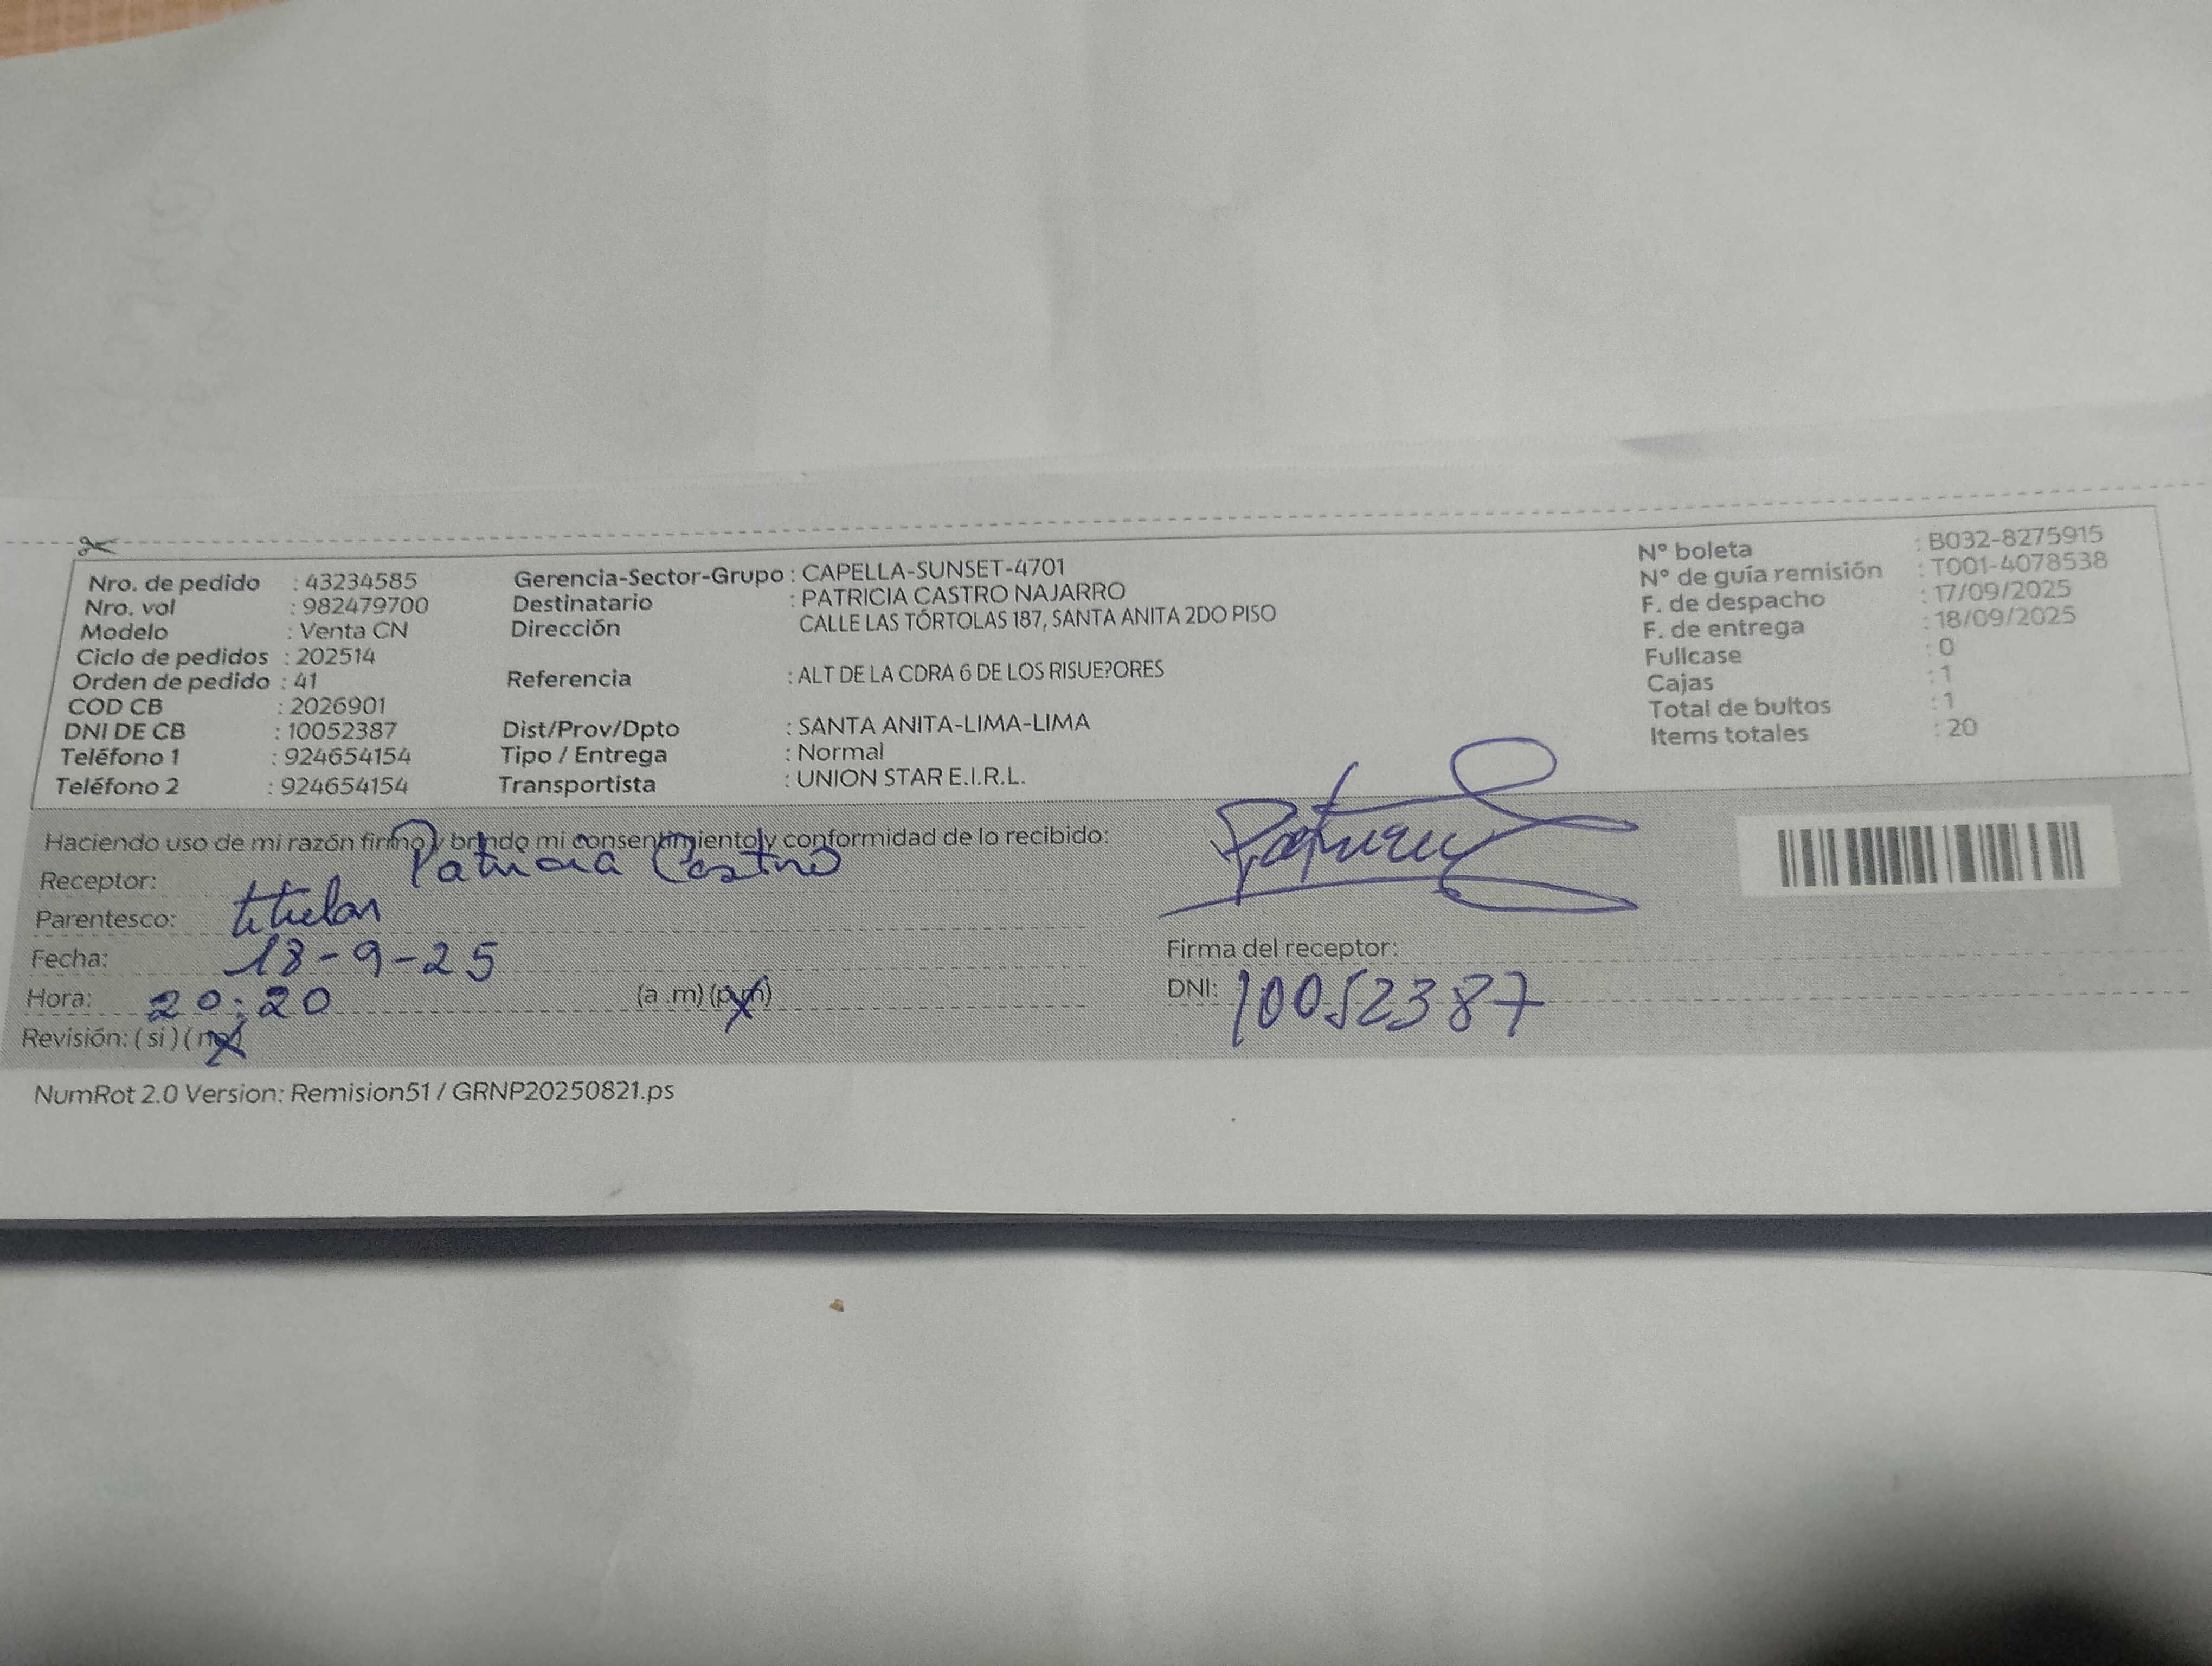 Nro. de pedido : 43234585
Nro. vol : 982479700
Modelo : Venta CN
Ciclo de pedidos : 202514
Orden de pedido : 41
COD CB : 2026901
DNI DE CB : 10052387
Teléfono 1 : 924654154
Teléfono 2 : 924654154
Gerencia-Sector-Grupo : CAPELLA-SUNSET-4701
Destinatario : PATRICIA CASTRO NAJARRO
Dirección CALLE LAS TÓRTOLAS 187, SANTA ANITA 2DO PISO
Referencia : ALT DE LA CDRA 6 DE LOS RISUE?ORES
Dist/Prov/Dpto : SANTA ANITA-LIMA-LIMA
Tipo / Entrega : Normal
Transportista : UNION STAR E.I.R.L.
N° boleta : B032-8275915
N° de guía remisión : T001-4078538
F. de despacho : 17/09/2025
F. de entrega : 18/09/2025
Fullcase : 0
Cajas : 1
Total de bultos : 1
Items totales : 20
Haciendo uso de mi razón firmo y brindo mi consentimiento y conformidad de lo recibido:
Receptor: Patricia Castro
Parentesco: titular
Fecha: 18-9-25
Hora: 20:20 (a .m) (p.m)
Revisión: ( si ) ( no )
Firma del receptor:
DNI: 10052387
NumRot 2.0 Version: Remision51 / GRNP20250821.ps